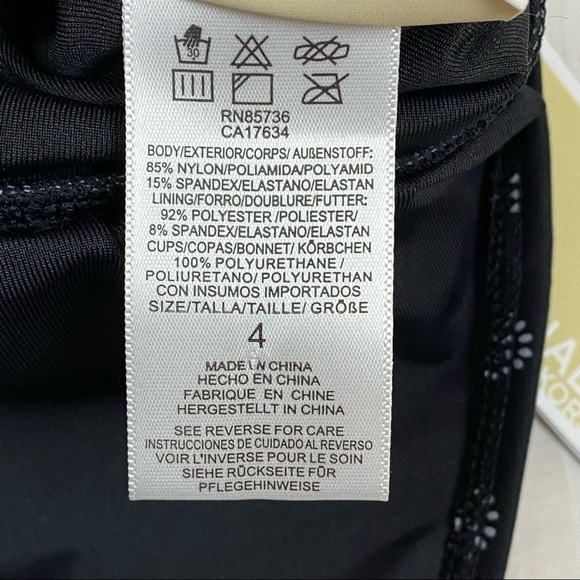 30
RN85736
CA17634
BODY/EXTERIOR/CORPS/ AUßENSTOFF:
85% NYLON/POLIAMIDA/POLYAMID
15% SPANDEX/ELASTANO/ELASTAN
LINING/FORRO/DOUBLURE/FUTTER:
92% POLYESTER /POLIESTER/
8% SPANDEX/ELASTANO/ELASTAN
CUPS/COPAS/BONNET/ KÖRBCHEN
100% POLYURETHANE /
POLIURETANO/ POLYURETHAN
CON INSUMOS IMPORTADOS
SIZE/TALLA/TAILLE/ GRÖßE
4
MADE IN CHINA
HECHO EN CHINA
FABRIQUE EN CHINE
HERGESTELLT IN CHINA
SEE REVERSE FOR CARE
INSTRUCCIONES DE CUIDADO AL REVERSO
VOIR L'INVERSE POUR LE SOIN
SIEHE RÜCKSEITE FÜR
PFLEGEHINWEISE